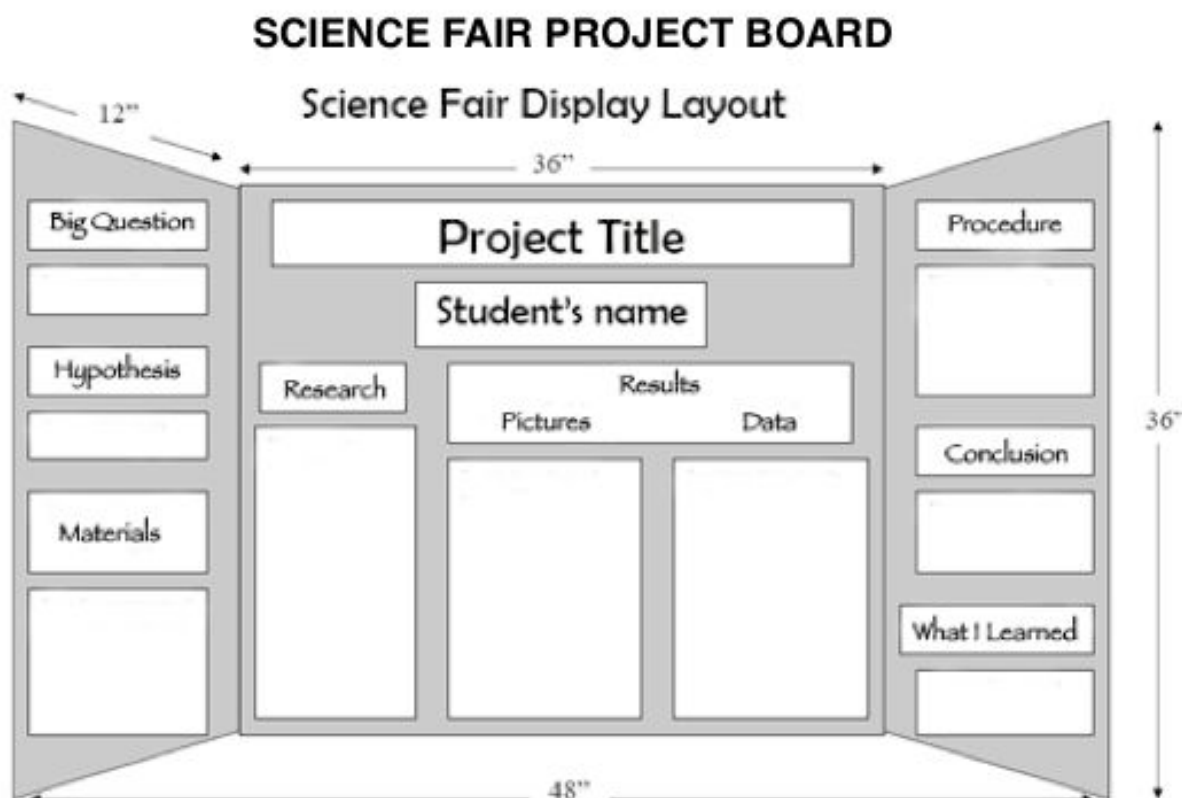 SCIENCE FAIR PROJECT BOARD
Science Fair Display Layout
12”
36”
Big Question
Hypothesis
Materials
Project Title
Student’s name
Research
Results
Pictures Data
Procedure
Conclusion
What I Learned
36”
48”